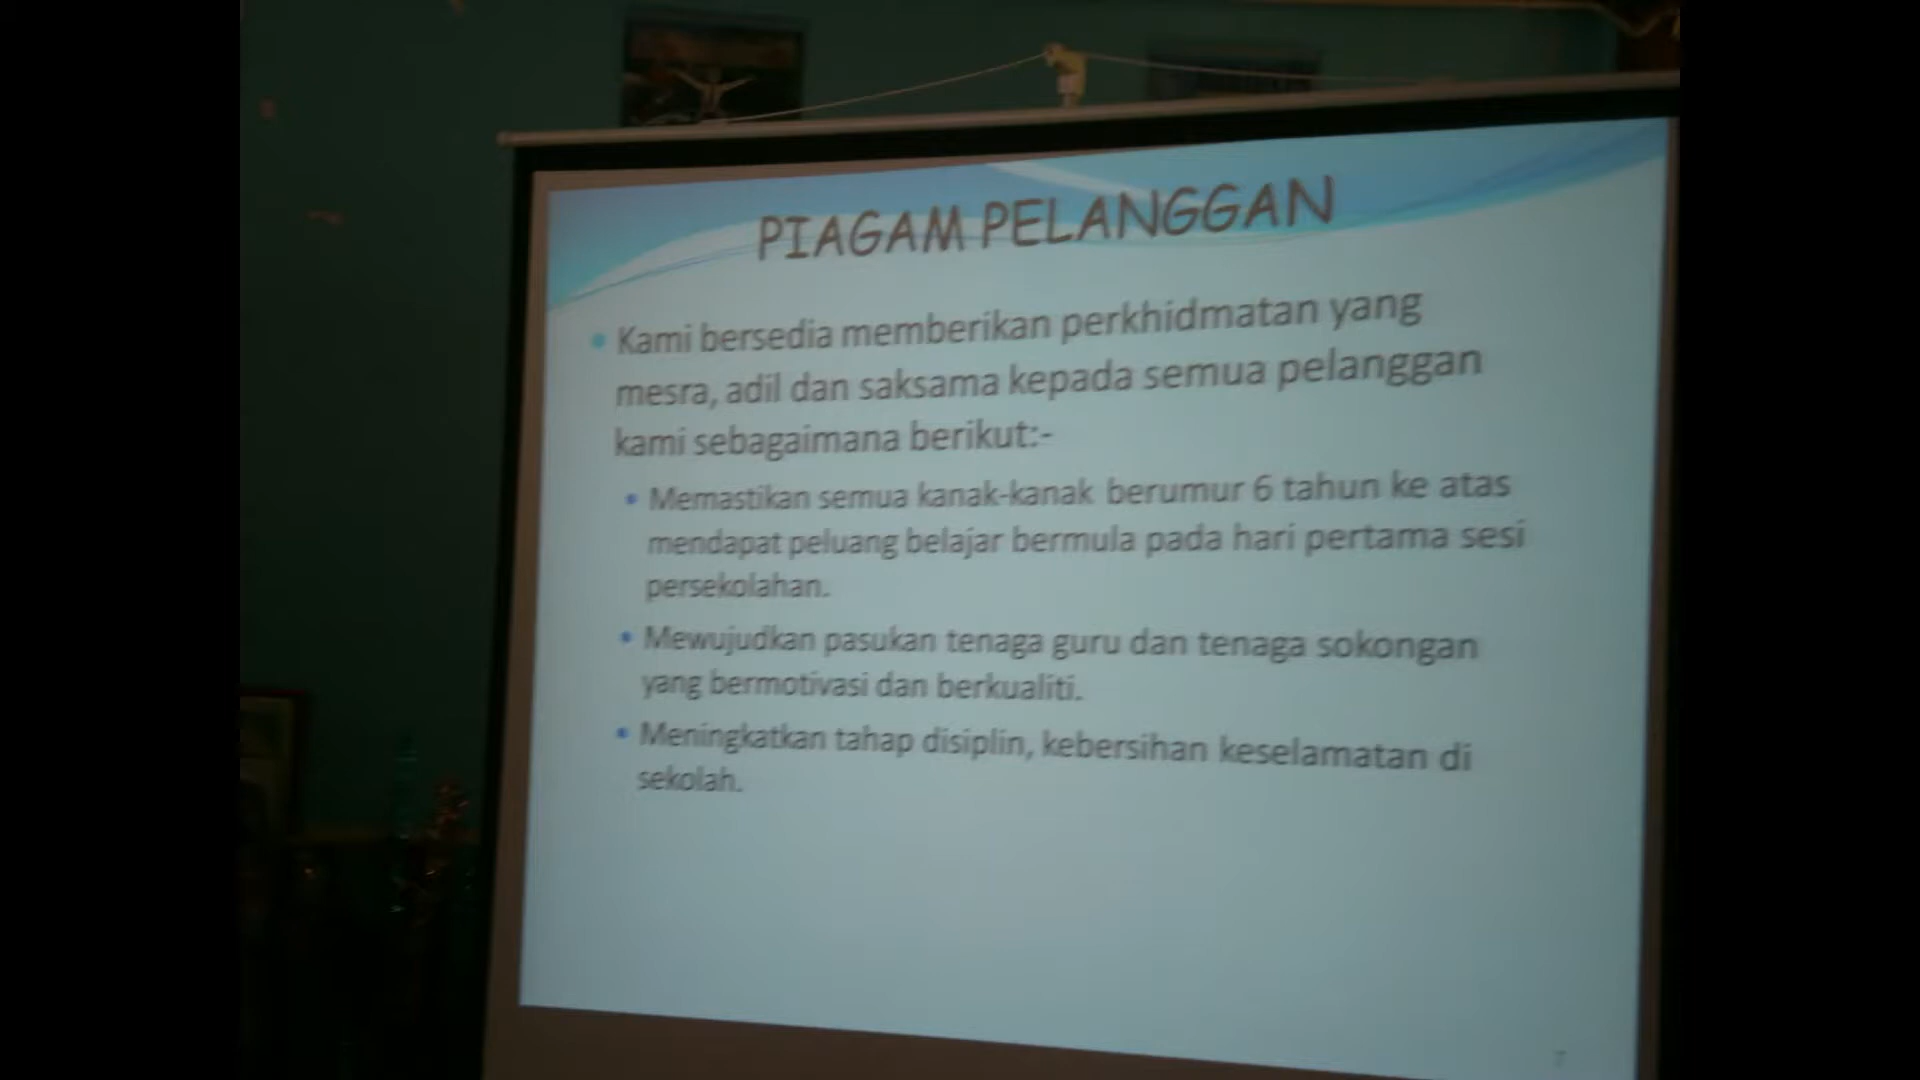 PIAGAM PELANGGAN
• Kami bersedia memberikan perkhidmatan yang
mesra, adil dan saksama kepada semua pelanggan
kami sebagaimana berikut:-
• Memastikan semua kanak-kanak berumur 6 tahun ke atas
mendapat peluang belajar bermula pada hari pertama sesi
persekolahan.
• Mewujudkan pasukan tenaga guru dan tenaga sokongan
yang bermotivasi dan berkualiti.
• Meningkatkan tahap disiplin, kebersihan keselamatan di
sekolah.
7